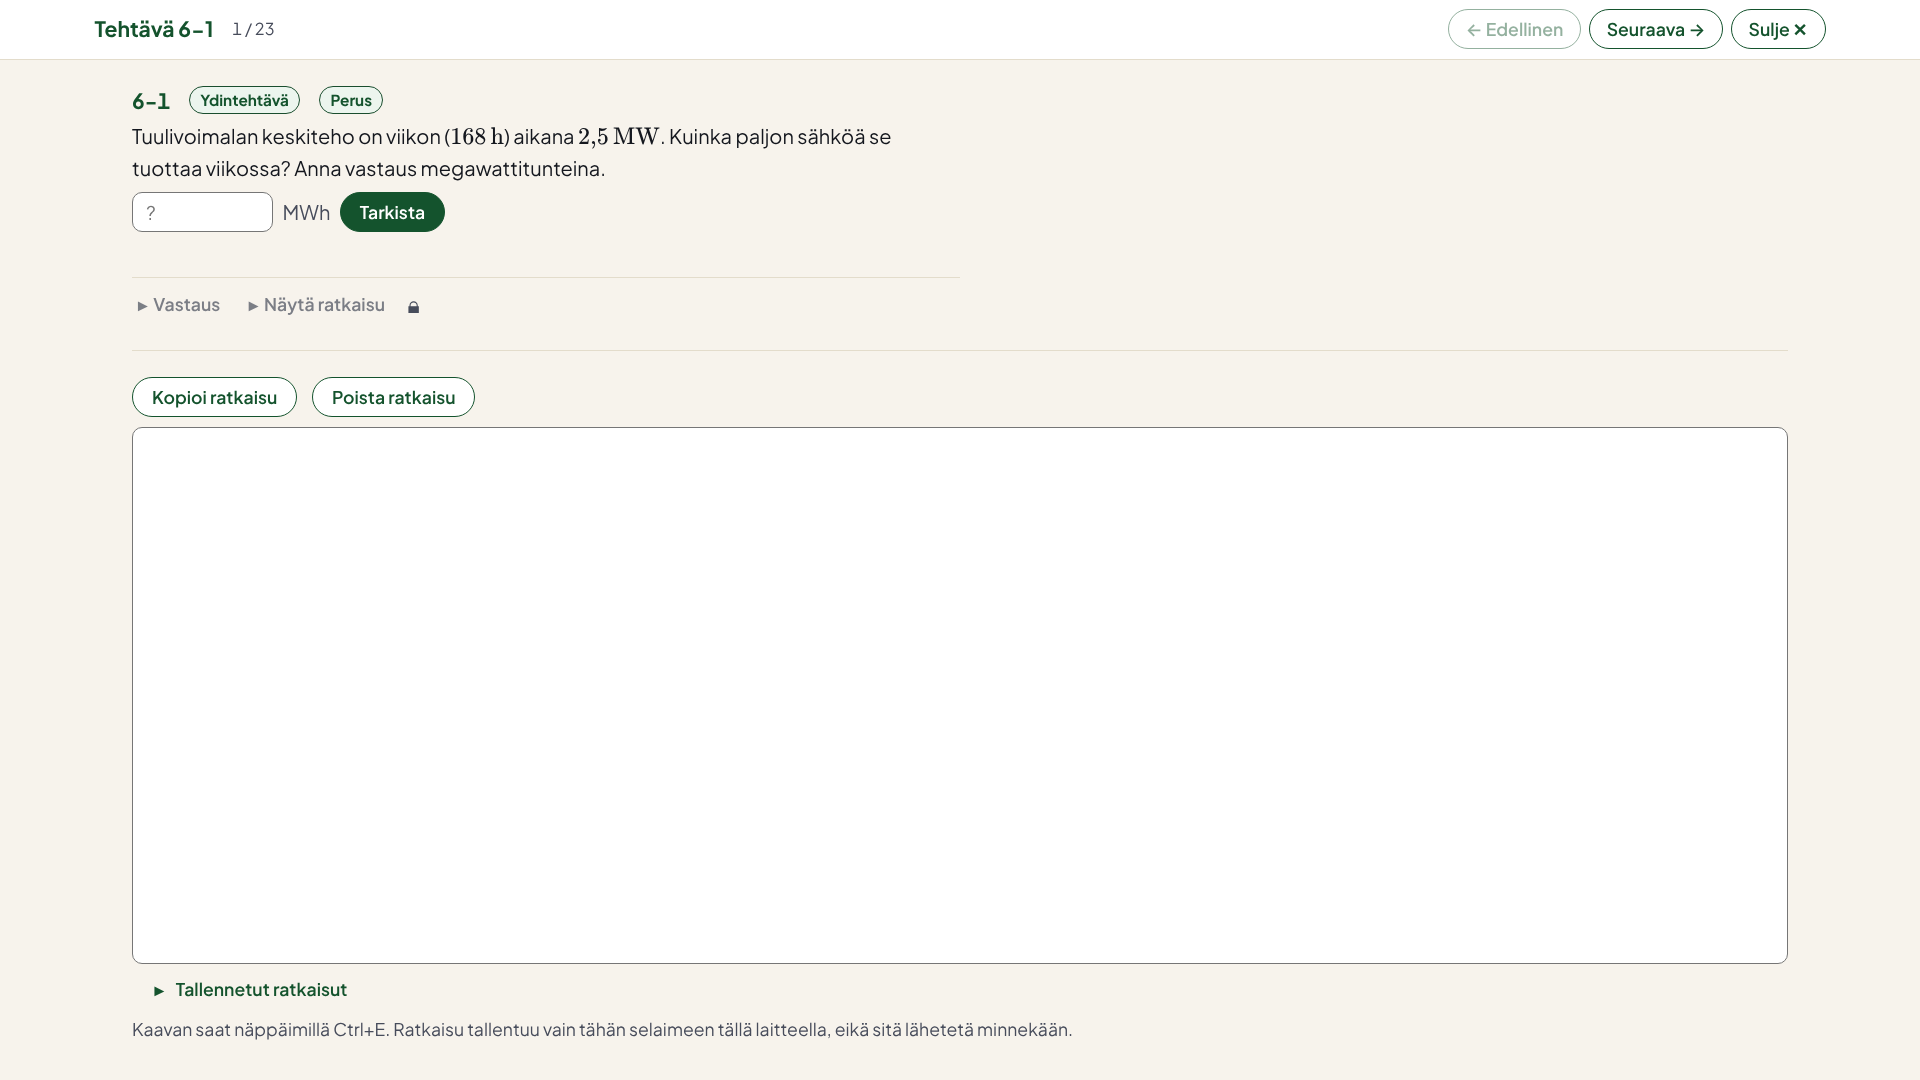 Tehtävä 6-1 1 / 23 ← Edellinen Seuraava → Sulje ✕
6-1 Ydintehtävä Perus
Tuulivoimalan keskiteho on viikon (168 h) aikana 2,5 MW. Kuinka paljon sähköä se
tuottaa viikossa? Anna vastaus megawattitunteina.
? MWh Tarkista
▸ Vastaus ▸ Näytä ratkaisu
Kopioi ratkaisu Poista ratkaisu
▸ Tallennetut ratkaisut
Kaavan saat näppäimillä Ctrl+E. Ratkaisu tallentuu vain tähän selaimeen tällä laitteella, eikä sitä lähetetä minnekään.